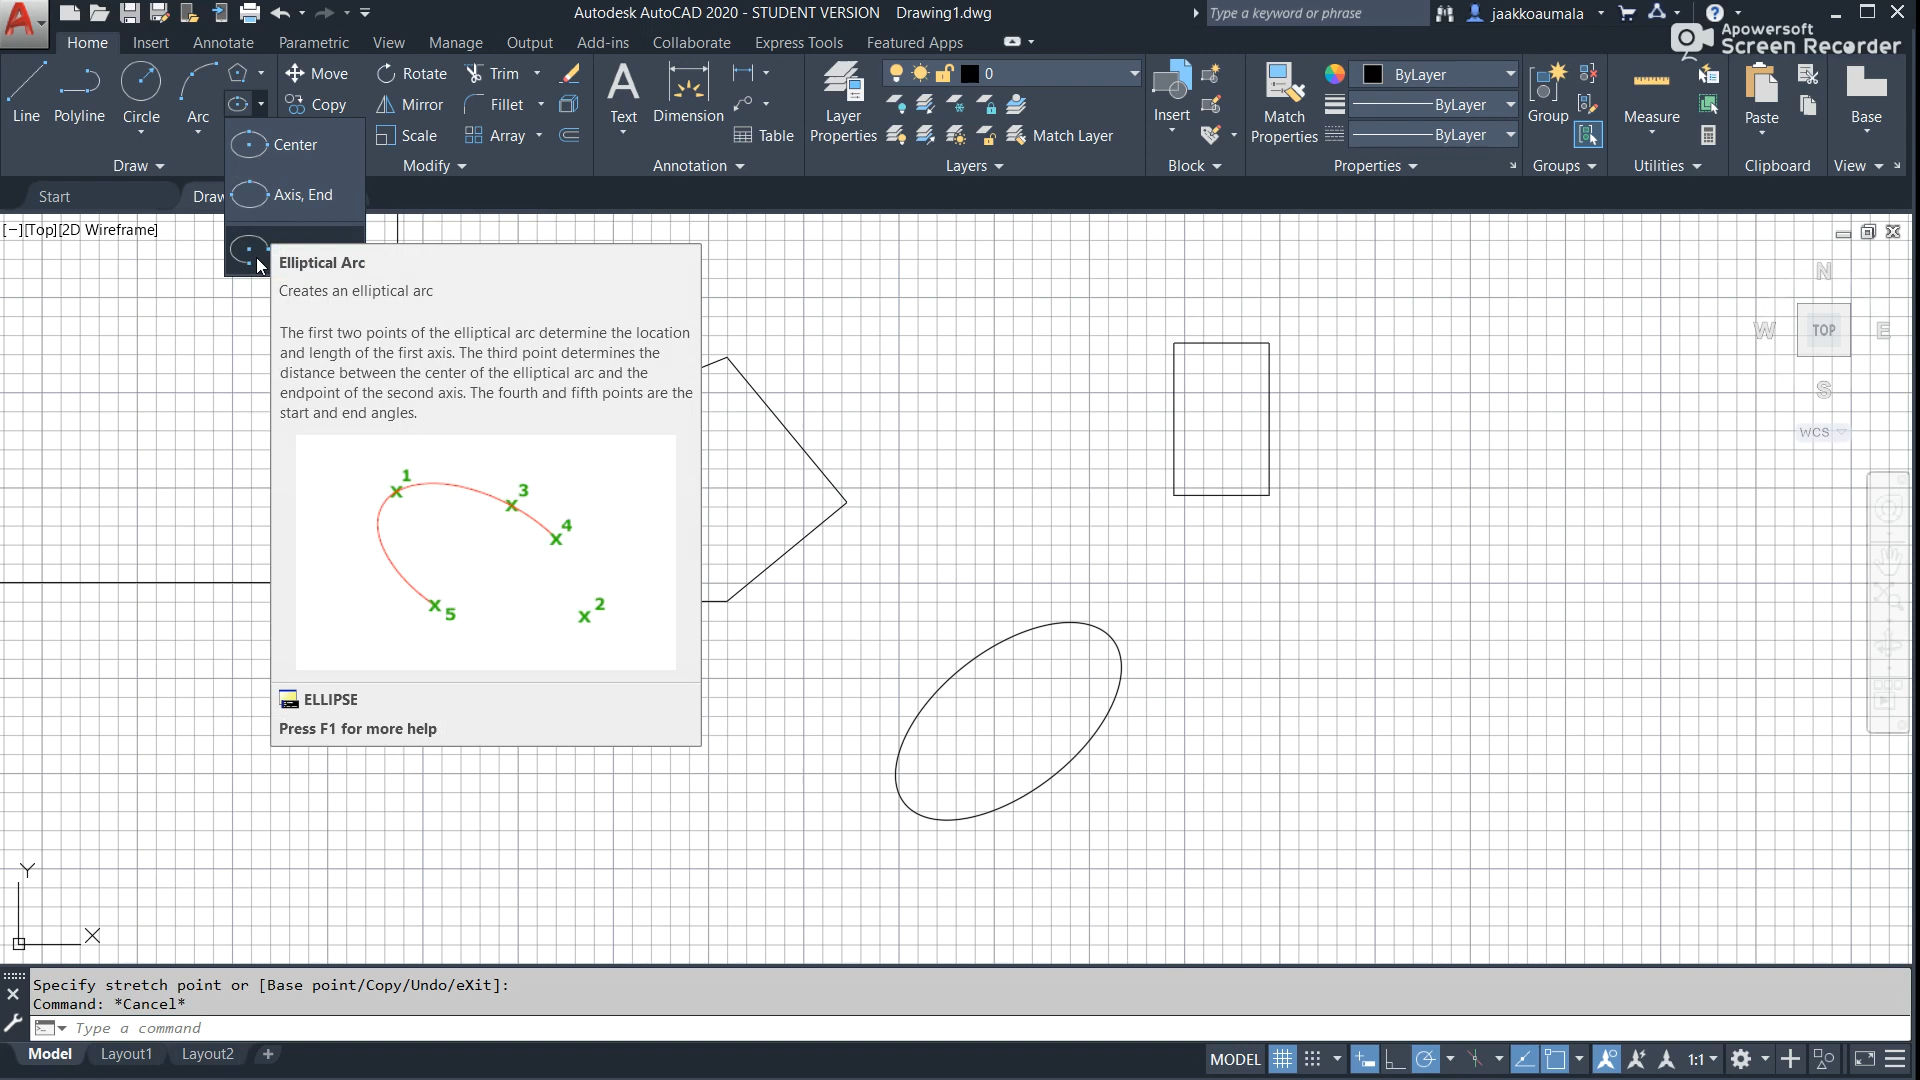 Autodesk AutoCAD 2020 - STUDENT VERSION Drawing1.dwg
Type a keyword or phrase
jaakkoaumala
Apowersoft
Screen Recorder
Home Insert Annotate Parametric View Manage Output Add-ins Collaborate Express Tools Featured Apps
Line Polyline Circle Arc
Move Rotate Trim
Copy Mirror Fillet
Scale Array
Text Dimension Table
Layer Properties
0
Match Layer
Insert
Match Properties
ByLayer
ByLayer
ByLayer
Group
Measure
Paste
Base
Draw Modify Annotation Layers Block Properties Groups Utilities Clipboard View
Center
Axis, End
Start
Draw
[−][Top][2D Wireframe]
Elliptical Arc
Creates an elliptical arc
The first two points of the elliptical arc determine the location
and length of the first axis. The third point determines the
distance between the center of the elliptical arc and the
endpoint of the second axis. The fourth and fifth points are the
start and end angles.
1
3
4
2
5
ELLIPSE
Press F1 for more help
N
W TOP E
S
WCS
Y
X
Specify stretch point or [Base point/Copy/Undo/eXit]:
Command: *Cancel*
Type a command
Model Layout1 Layout2
MODEL 1:1